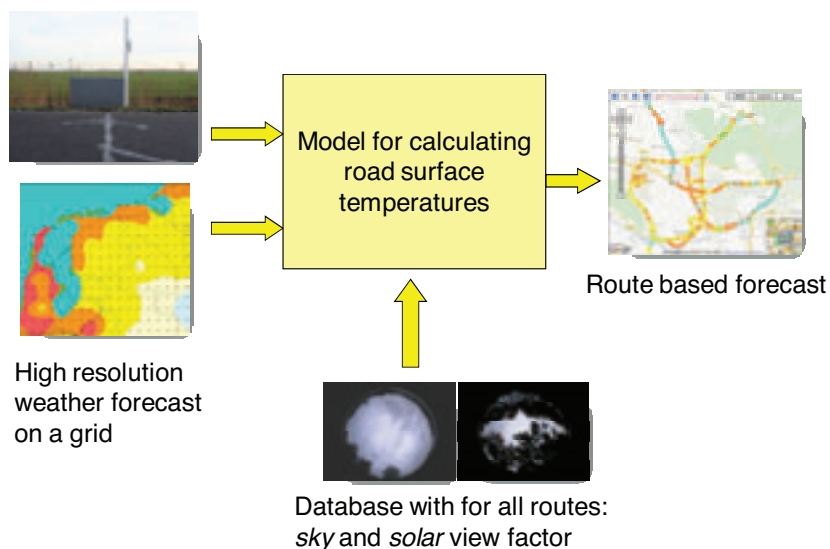 Model for calculating
road surface
temperatures
Route based forecast
High resolution
weather forecast
on a grid
Database with for all routes:
sky and solar view factor